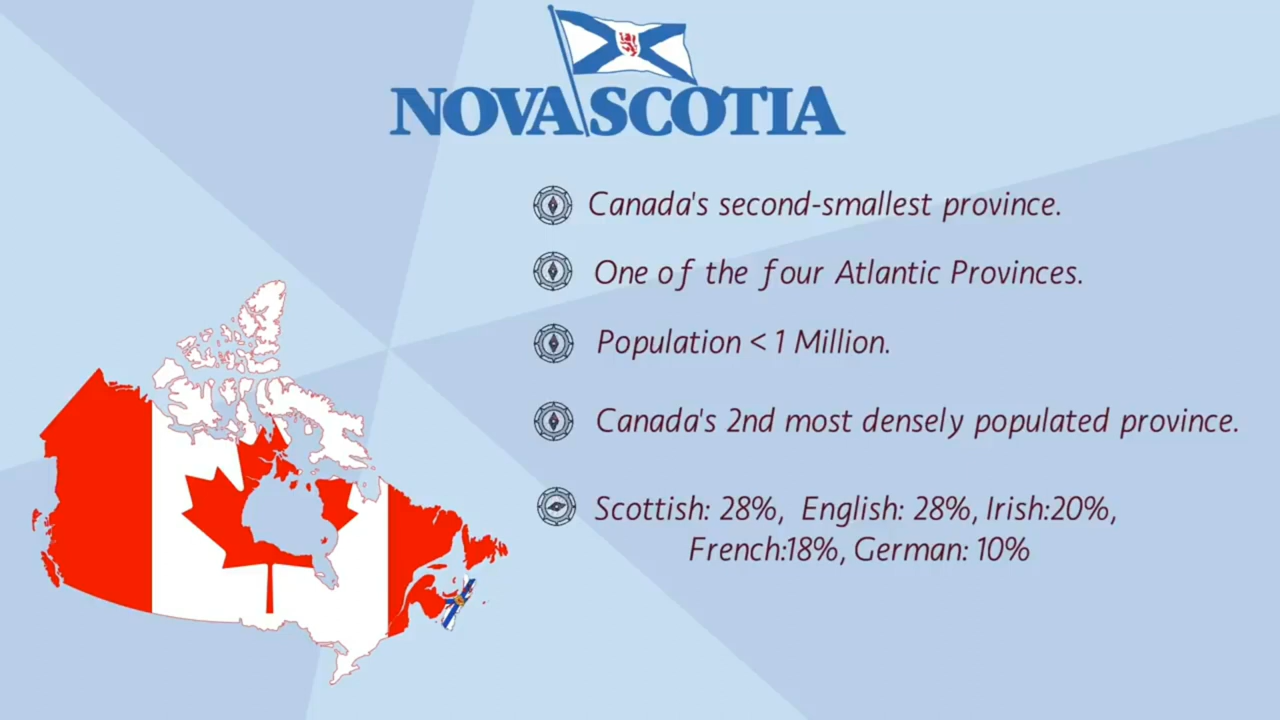 NOVA SCOTIA
Canada's second-smallest province.
One of the four Atlantic Provinces.
Population < 1 Million.
Canada's 2nd most densely populated province.
Scottish: 28%, English: 28%, Irish:20%,
French:18%, German: 10%